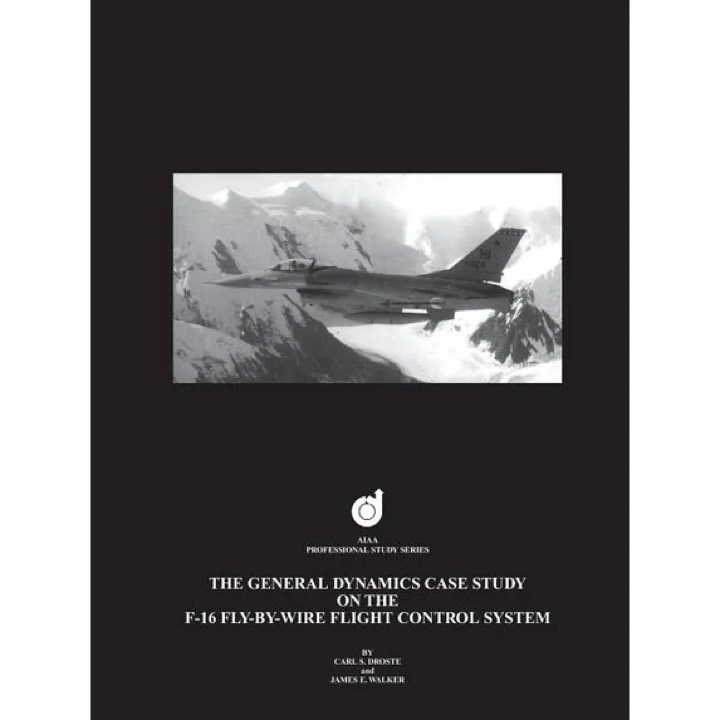 HI
AIAA
PROFESSIONAL STUDY SERIES
THE GENERAL DYNAMICS CASE STUDY
ON THE
F-16 FLY-BY-WIRE FLIGHT CONTROL SYSTEM
BY
CARL S. DROSTE
and
JAMES E. WALKER